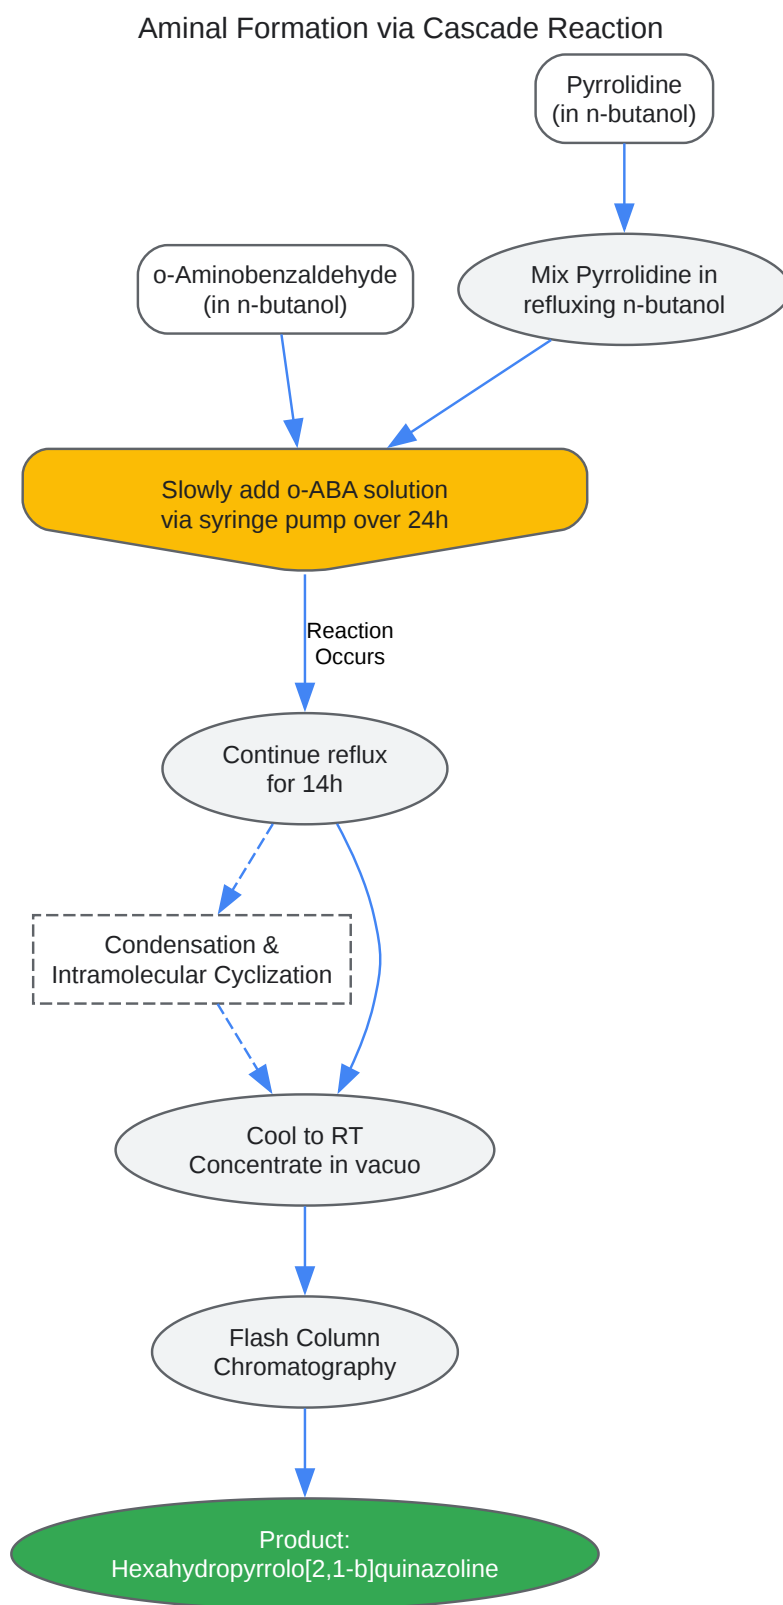 Aminal Formation via Cascade Reaction
Pyrrolidine
(in n-butanol)
o-Aminobenzaldehyde
(in n-butanol)
Mix Pyrrolidine in
refluxing n-butanol
Slowly add o-ABA solution
via syringe pump over 24h
Reaction
Occurs
Continue reflux
for 14h
Condensation &
Intramolecular Cyclization
Cool to RT
Concentrate in vacuo
Flash Column
Chromatography
Product:
Hexahydropyrrolo[2,1-b]quinazoline